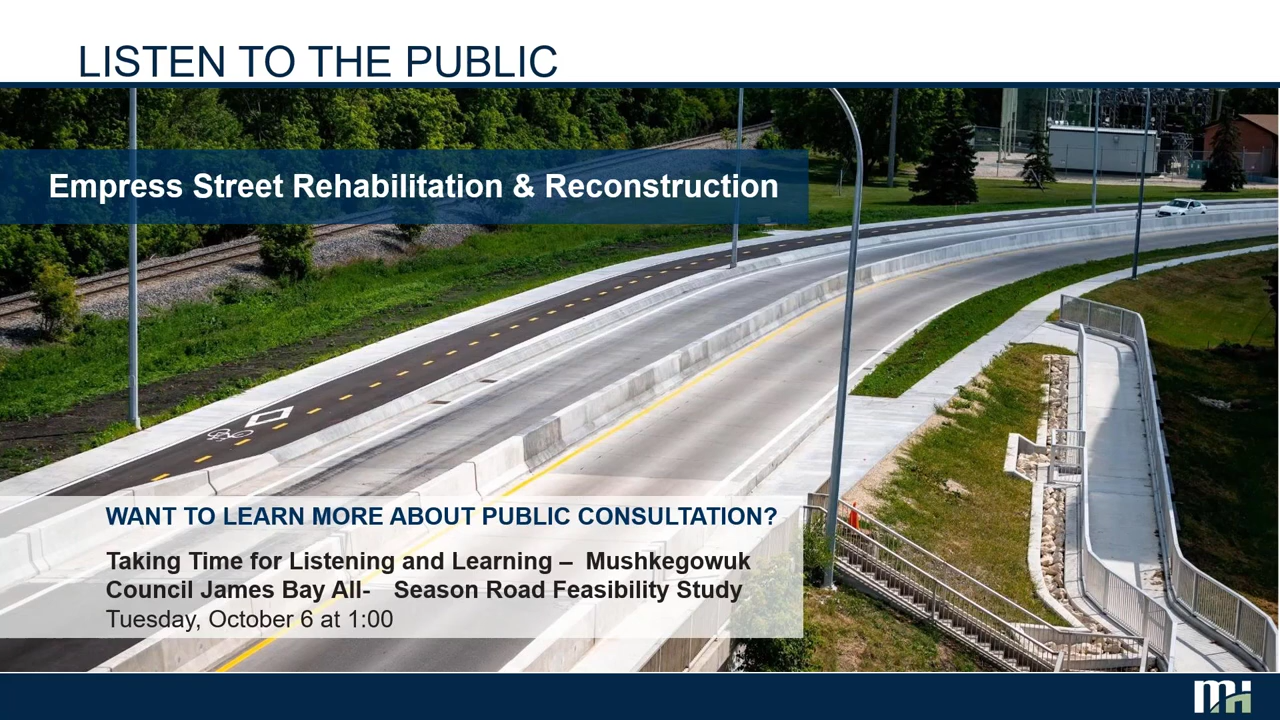 LISTEN TO THE PUBLIC
Empress Street Rehabilitation & Reconstruction
WANT TO LEARN MORE ABOUT PUBLIC CONSULTATION?
Taking Time for Listening and Learning – Mushkegowuk
Council James Bay All- Season Road Feasibility Study
Tuesday, October 6 at 1:00
mh